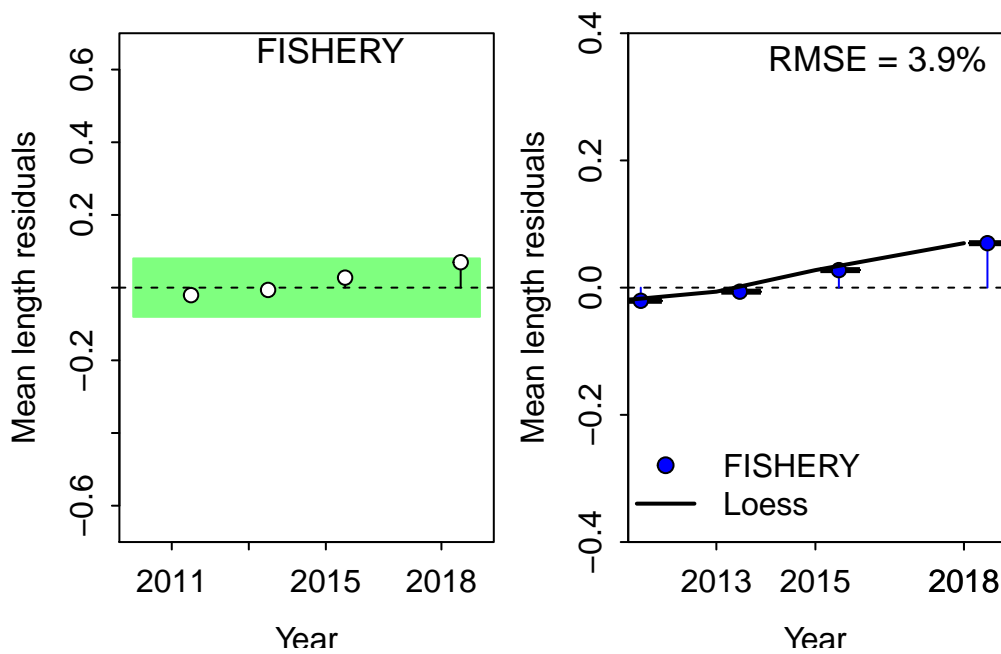 FISHERY
Mean length residuals
0.6
0.4
0.2
−0.2
−0.6
2011
2015
2018
Year
RMSE = 3.9%
Mean length residuals
0.4
0.2
0.0
−0.2
−0.4
FISHERY
Loess
2013
2015
2018
Year